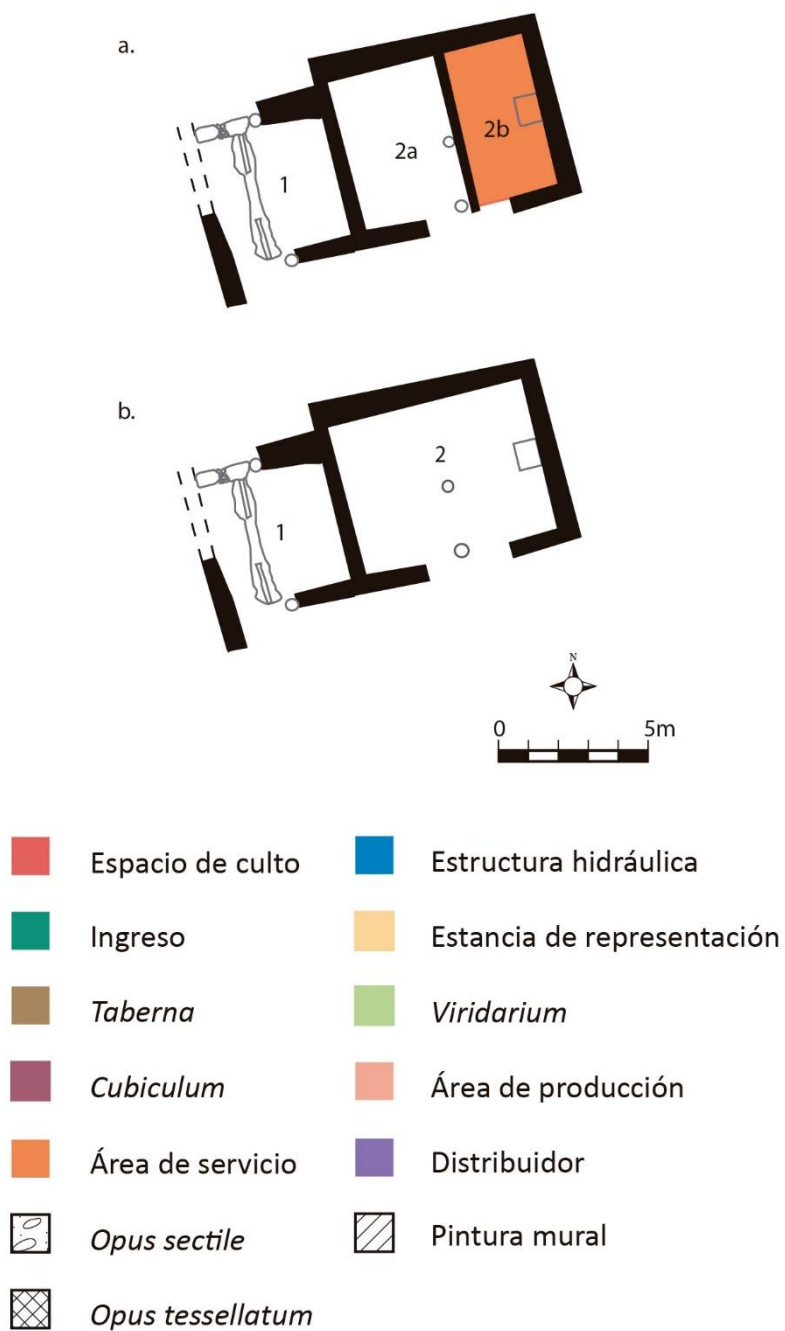 a.
1
2a
2b
b.
1
2
N
0 5m
Espacio de culto
Estructura hidráulica
Ingreso
Estancia de representación
Taberna
Viridarium
Cubiculum
Área de producción
Área de servicio
Distribuidor
Opus sectile
Pintura mural
Opus tessellatum